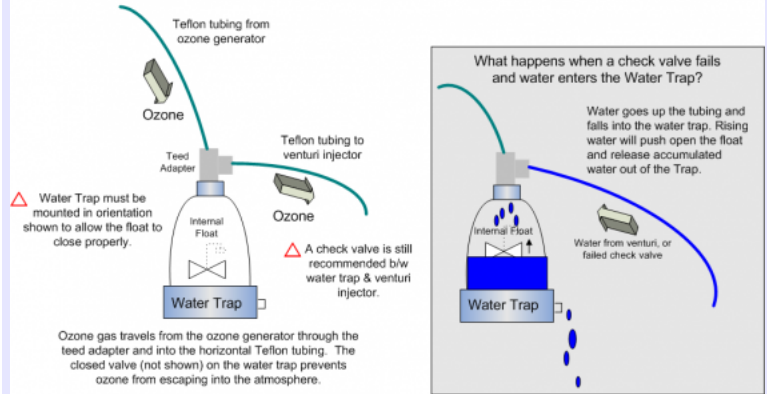 Teflon tubing from
ozone generator
Ozone
Teed
Adapter
Teflon tubing to
venturi injector
Ozone
Water Trap must be
mounted in orientation
shown to allow the float to
close properly.
Internal
Float
A check valve is still
recommended b/w
water trap & venturi
injector.
Water Trap
Ozone gas travels from the ozone generator through the
teed adapter and into the horizontal Teflon tubing. The
closed valve (not shown) on the water trap prevents
ozone from escaping into the atmosphere.
What happens when a check valve fails
and water enters the Water Trap?
Water goes up the tubing and
falls into the water trap. Rising
water will push open the float
and release accumulated
water out of the Trap.
Internal Float
Water from venturi, or
failed check valve
Water Trap